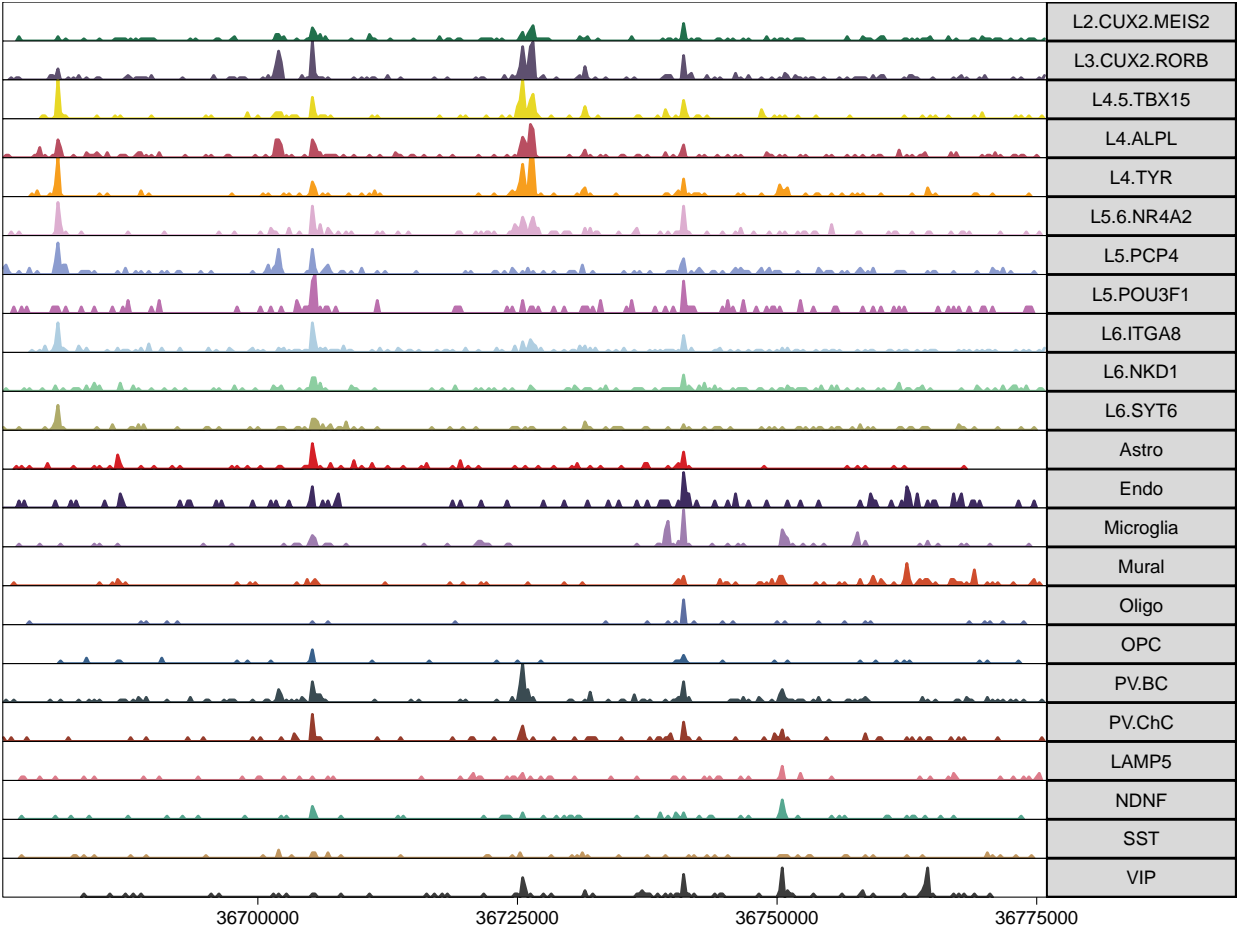 L2.CUX2.MEIS2
L3.CUX2.RORB
L4.5.TBX15
L4.ALPL
L4.TYR
L5.6.NR4A2
L5.PCP4
L5.POU3F1
L6.ITGA8
L6.NKD1
L6.SYT6
Astro
Endo
Microglia
Mural
Oligo
OPC
PV.BC
PV.ChC
LAMP5
NDNF
SST
VIP
36700000 36725000 36750000 36775000